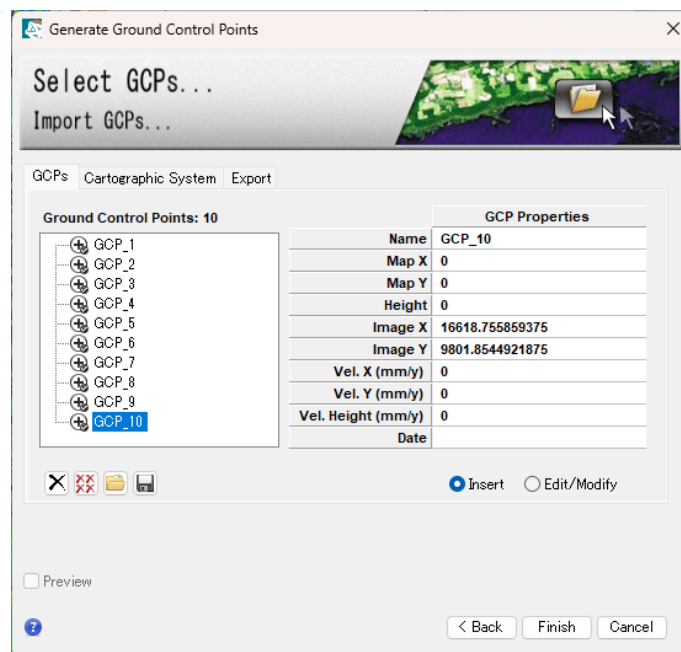 Generate Ground Control Points
Select GCPs...
Import GCPs...
GCPs Cartographic System Export
Ground Control Points: 10
GCP_1
GCP_2
GCP_3
GCP_4
GCP_5
GCP_6
GCP_7
GCP_8
GCP_9
GCP_10
GCP Properties
Name GCP_10
Map X 0
Map Y 0
Height 0
Image X 16618.755859375
Image Y 9801.8544921875
Vel. X (mm/y) 0
Vel. Y (mm/y) 0
Vel. Height (mm/y) 0
Date
Insert Edit/Modify
Preview
? < Back Finish Cancel